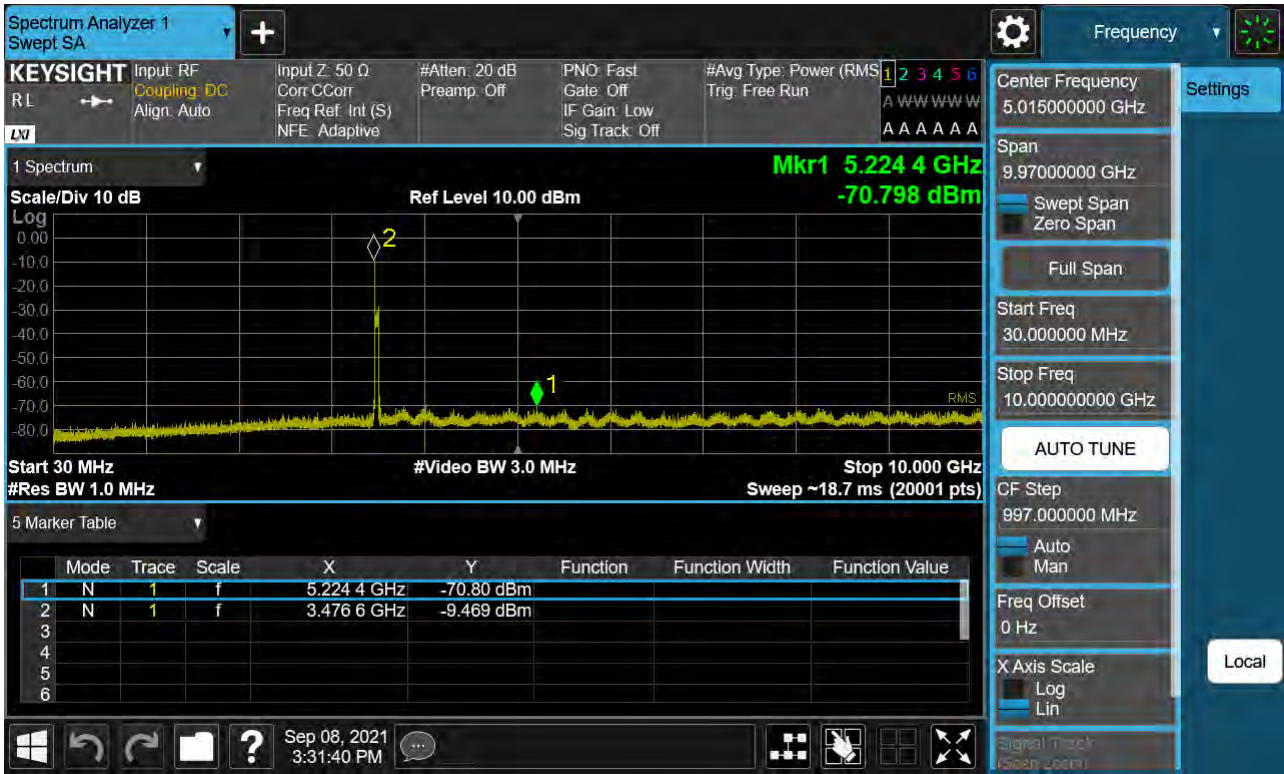 Spectrum Analyzer 1
Swept SA
+
Frequency
KEYSIGHT
RL
LXI
Input: RF
Coupling: DC
Align: Auto
Input Z: 50 Ω
Corr CCorr
Freq Ref: Int (S)
NFE: Adaptive
#Atten: 20 dB
Preamp: Off
PNO: Fast
Gate: Off
IF Gain: Low
Sig Track: Off
#Avg Type: Power (RMS
Trig: Free Run
1 2 3 4 5 6
A W W W W W
A A A A A A
1 Spectrum
Mkr1 5.224 4 GHz
Scale/Div 10 dB
Ref Level 10.00 dBm
-70.798 dBm
Log
0.00
-10.0
-20.0
-30.0
-40.0
-50.0
-60.0
-70.0
-80.0
2
1
RMS
Start 30 MHz
#Video BW 3.0 MHz
Stop 10.000 GHz
#Res BW 1.0 MHz
Sweep ~18.7 ms (20001 pts)
5 Marker Table
Mode Trace Scale X Y Function Function Width Function Value
1 N 1 f 5.224 4 GHz -70.80 dBm
2 N 1 f 3.476 6 GHz -9.469 dBm
3
4
5
6
Sep 08, 2021
3:31:40 PM
?
Center Frequency
5.015000000 GHz
Settings
Span
9.97000000 GHz
Swept Span
Zero Span
Full Span
Start Freq
30.000000 MHz
Stop Freq
10.000000000 GHz
AUTO TUNE
CF Step
997.000000 MHz
Auto
Man
Freq Offset
0 Hz
X Axis Scale
Log
Lin
Signal Track
(Span Zoom)
Local